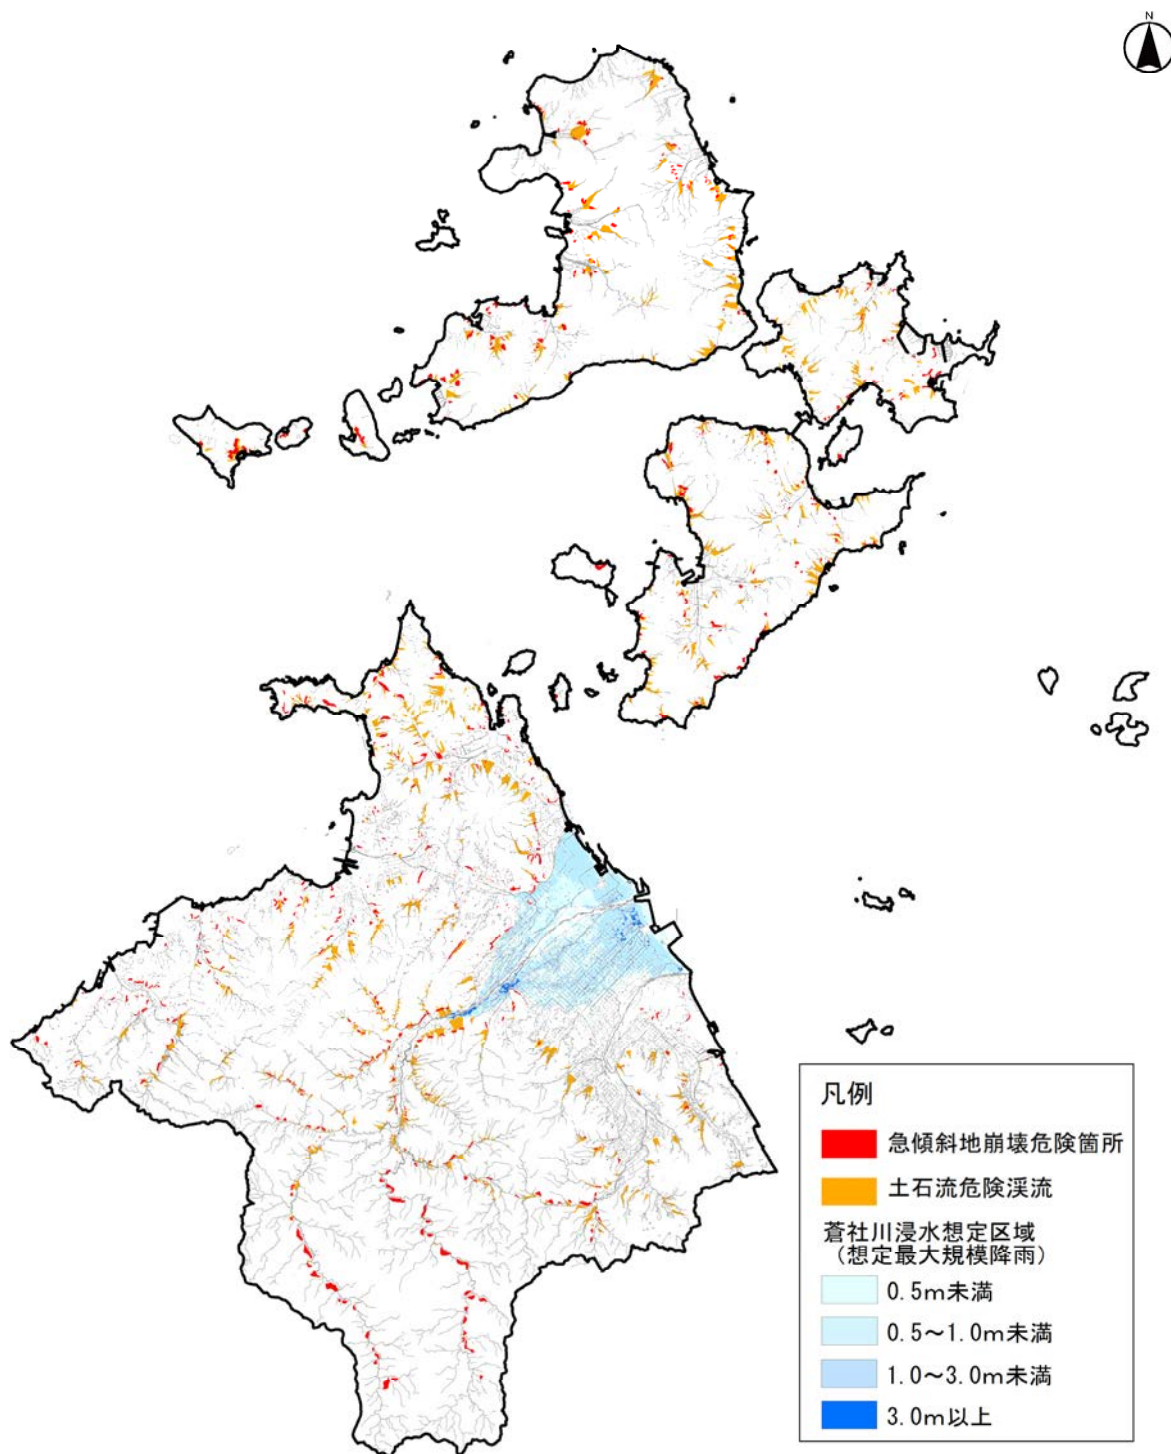 N
凡例
急傾斜地崩壊危険箇所
土石流危険渓流
蒼社川浸水想定区域
(想定最大規模降雨)
0.5m未満
0.5~1.0m未満
1.0~3.0m未満
3.0m以上